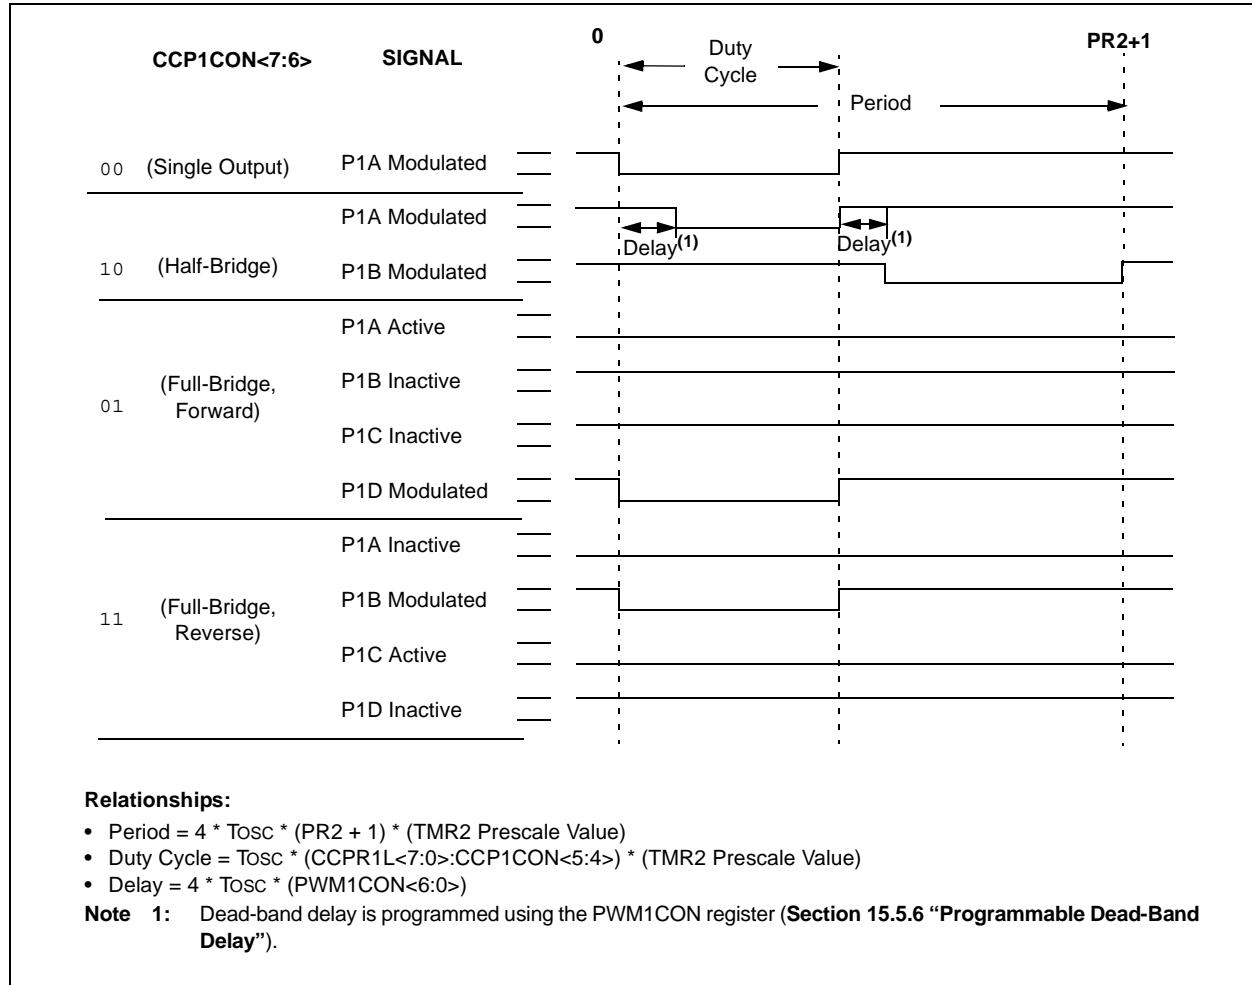 CCP1CON<7:6>
SIGNAL
0
Duty
Cycle
PR2+1
Period
00 (Single Output) P1A Modulated
P1A Modulated
Delay(1)
Delay(1)
10 (Half-Bridge) P1B Modulated
P1A Active
01 (Full-Bridge,
Forward)
P1B Inactive
P1C Inactive
P1D Modulated
P1A Inactive
11 (Full-Bridge,
Reverse)
P1B Modulated
P1C Active
P1D Inactive
Relationships:
• Period = 4 * TOSC * (PR2 + 1) * (TMR2 Prescale Value)
• Duty Cycle = TOSC * (CCPR1L<7:0>:CCP1CON<5:4>) * (TMR2 Prescale Value)
• Delay = 4 * TOSC * (PWM1CON<6:0>)
Note 1: Dead-band delay is programmed using the PWM1CON register (Section 15.5.6 “Programmable Dead-Band
Delay”).